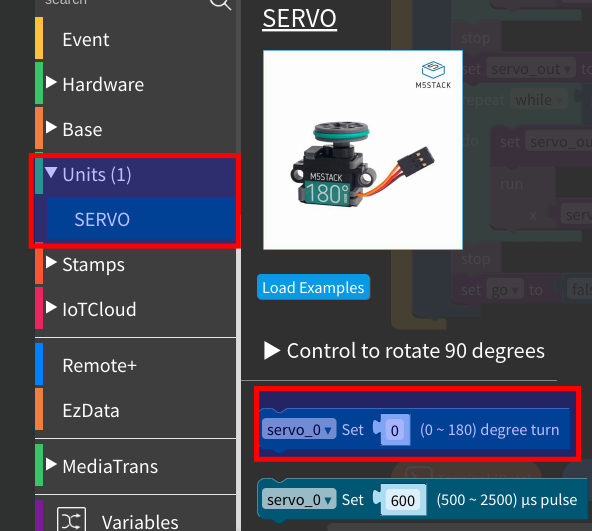 search
Event
Hardware
Base
Units (1)
SERVO
Stamps
IoTCloud
Remote+
EzData
MediaTrans
Variables
SERVO
M5STACK
M5STACK
180°
Load Examples
Control to rotate 90 degrees
servo_0 ▾ Set 0 (0 ~ 180) degree turn
servo_0 ▾ Set 600 (500 ~ 2500) µs pulse
stop
set servo_out ▾ to
repeat while ▾
do set servo_ou
run
x serv
stop
set go ▾ to fals